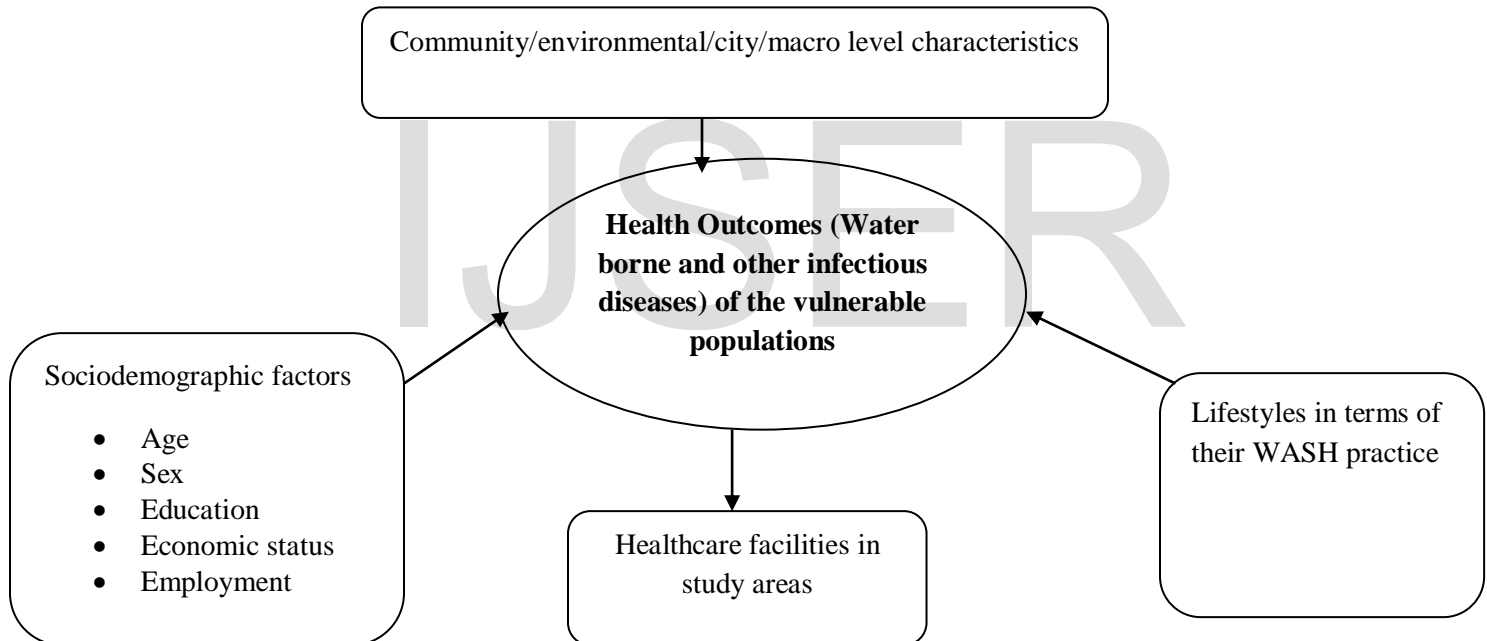 Community/environmental/city/macro level characteristics
IJSER
Health Outcomes (Water
borne and other infectious
diseases) of the vulnerable
populations
Sociodemographic factors
• Age
• Sex
• Education
• Economic status
• Employment
Healthcare facilities in
study areas
Lifestyles in terms of
their WASH practice